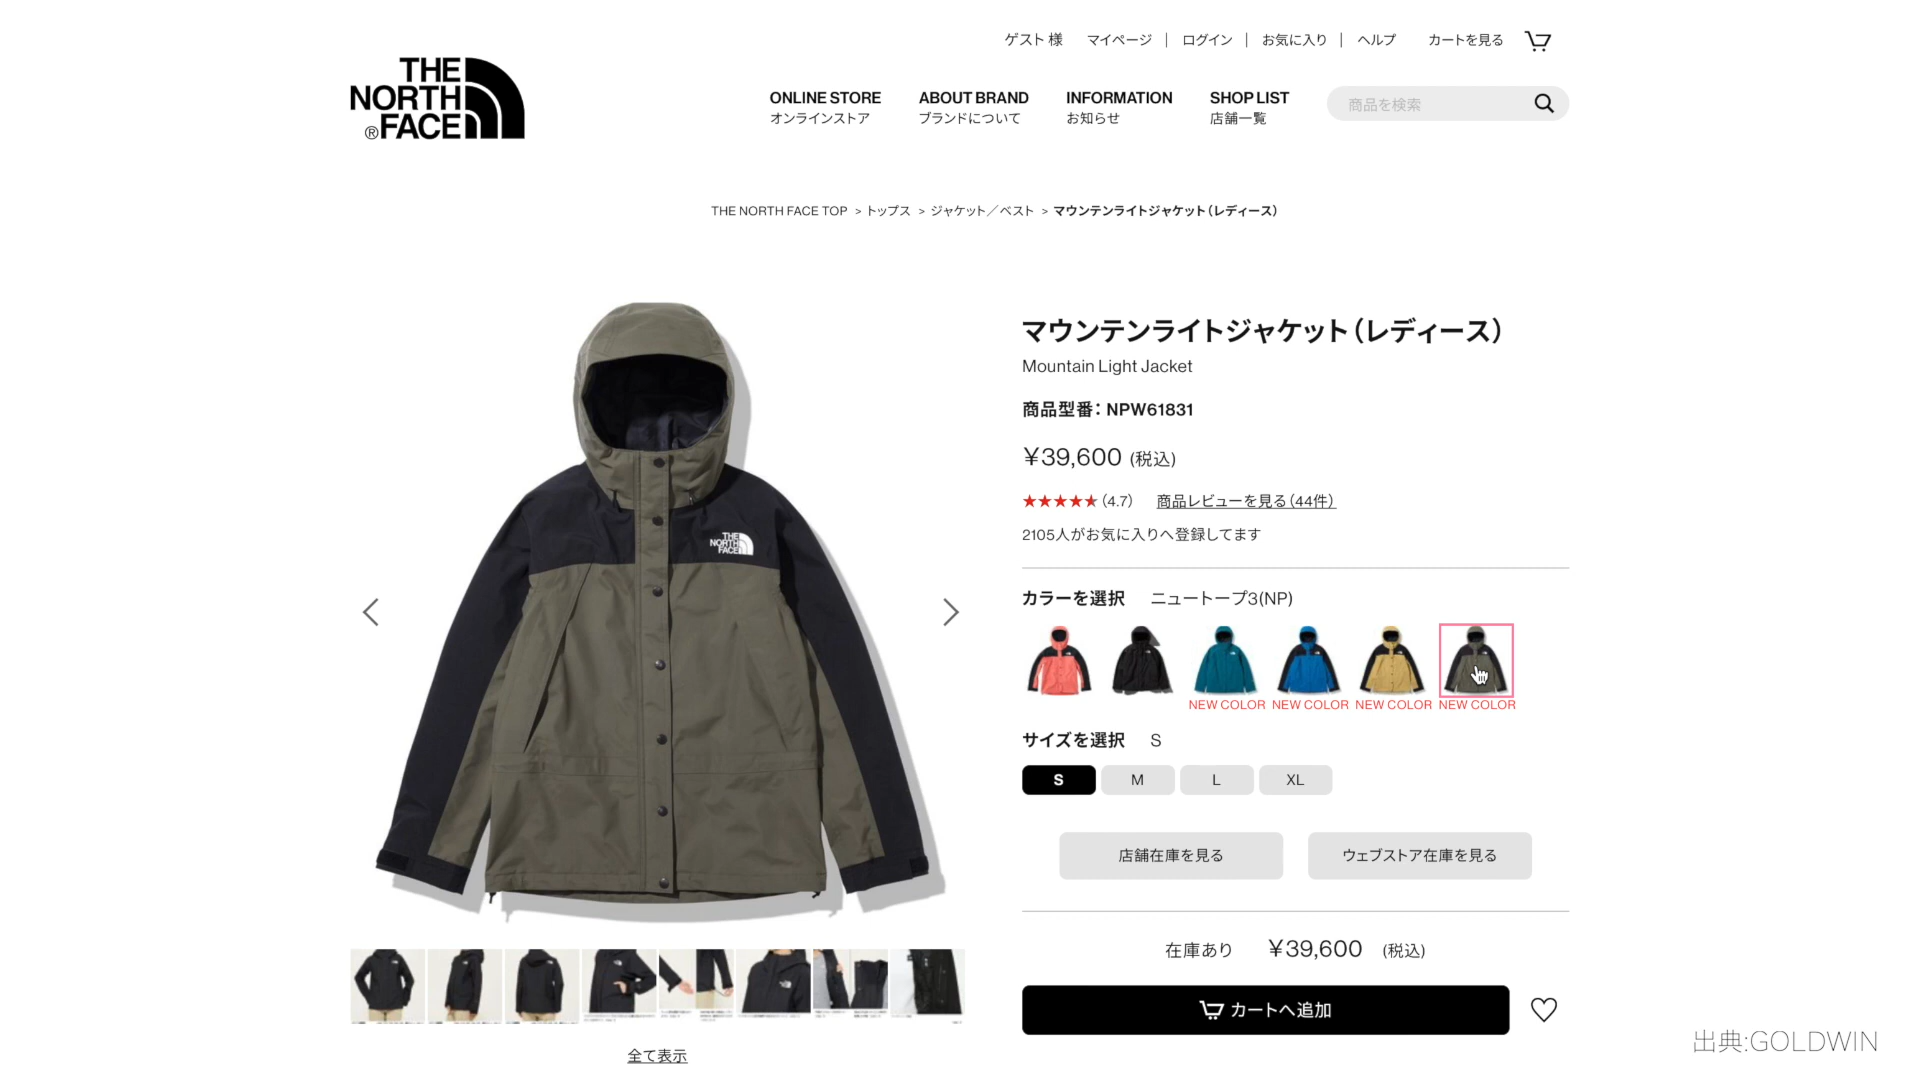 ゲスト 様 マイページ | ログイン | お気に入り | ヘルプ カートを見る
THE NORTH FACE®
ONLINE STORE ABOUT BRAND INFORMATION SHOP LIST
オンラインストア ブランドについて お知らせ 店舗一覧
商品を検索
THE NORTH FACE TOP > トップス > ジャケット／ベスト > マウンテンライトジャケット（レディース）
THE NORTH FACE
マウンテンライトジャケット（レディース）
Mountain Light Jacket
商品型番： NPW61831
￥39,600 (税込)
★★★★★（4.7） 商品レビューを見る（44件）
2105人がお気に入りへ登録してます
カラーを選択 ニュートープ3(NP)
NEW COLOR NEW COLOR NEW COLOR NEW COLOR
サイズを選択 S
S M L XL
店舗在庫を見る ウェブストア在庫を見る
在庫あり ￥39,600 (税込)
カートへ追加
全て表示
出典:GOLDWIN